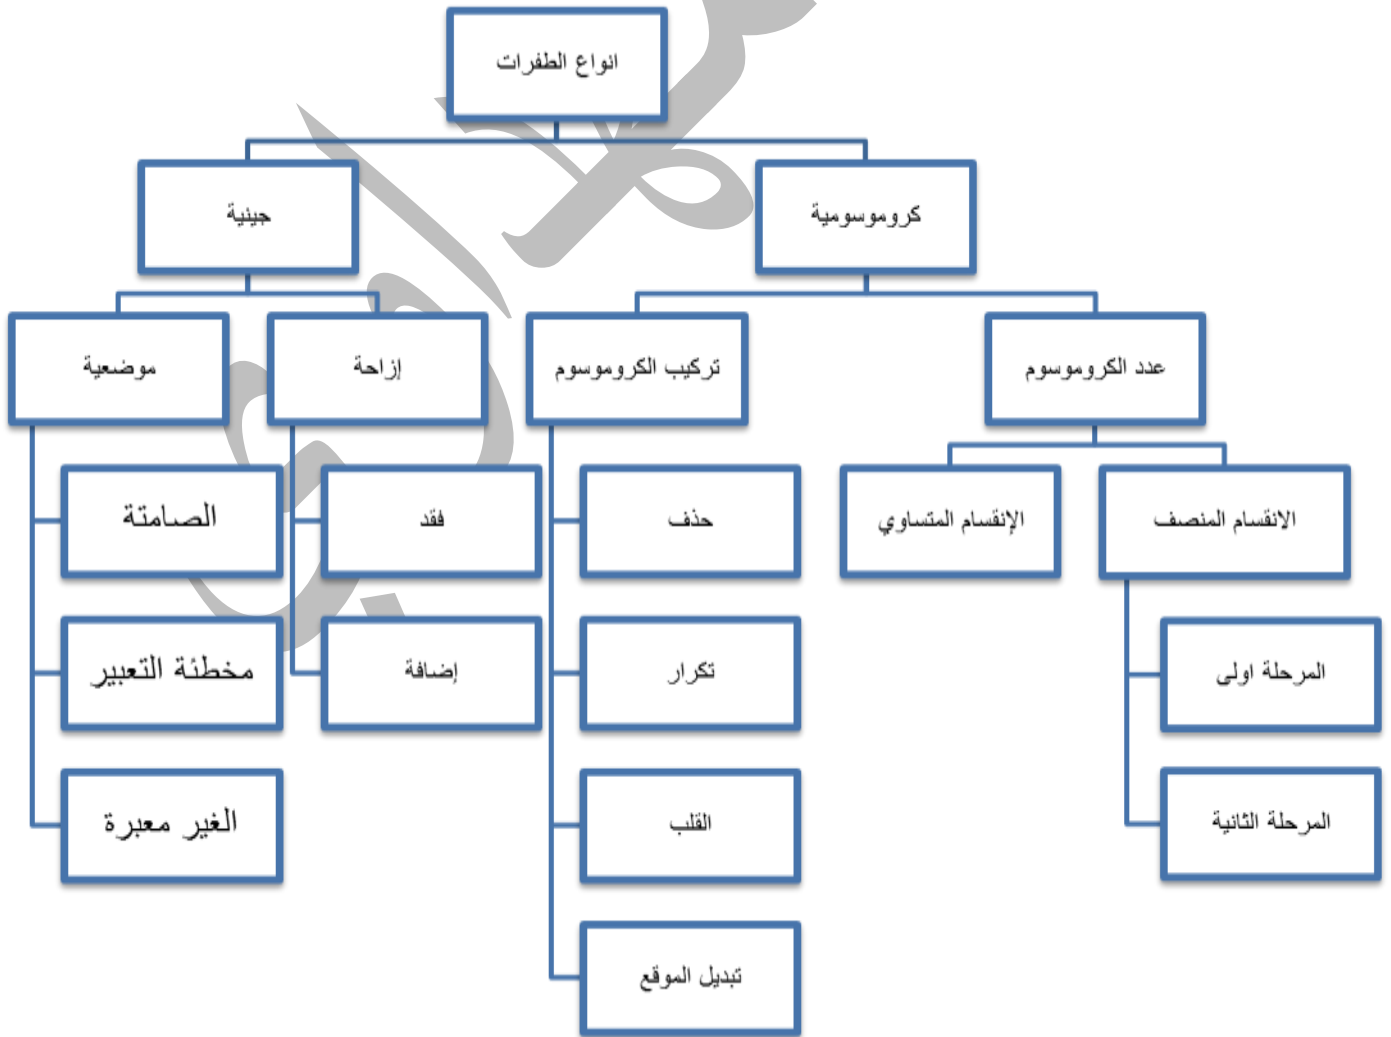 انواع الطفرات
كروموسومية
جينية
عدد الكروموسوم
تركيب الكروموسوم
إزاحة
موضعية
الانقسام المنصف
الإنقسام المتساوي
حذف
فقد
الصامتة
المرحلة اولى
تكرار
إضافة
مخطئة التعبير
المرحلة الثانية
القلب
الغير معبرة
تبديل الموقع